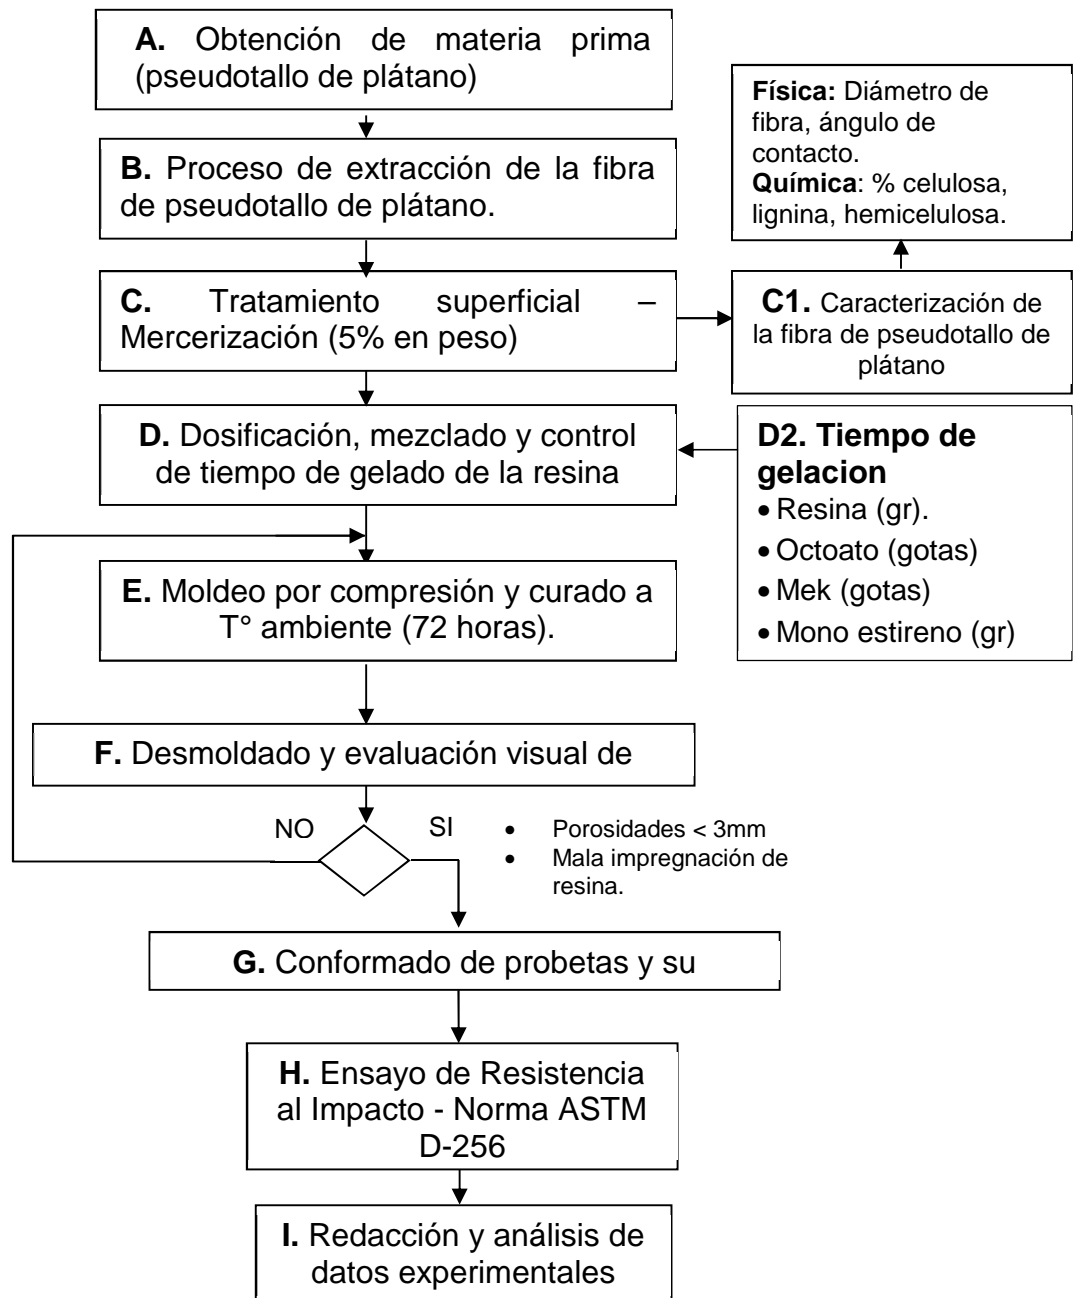 A. Obtención de materia prima
(pseudotallo de plátano)
Física: Diámetro de
fibra, ángulo de
contacto.
Química: % celulosa,
lignina, hemicelulosa.
B. Proceso de extracción de la fibra
de pseudotallo de plátano.
C. Tratamiento superficial –
Mercerización (5% en peso)
C1. Caracterización de
la fibra de pseudotallo de
plátano
D. Dosificación, mezclado y control
de tiempo de gelado de la resina
D2. Tiempo de
gelacion
• Resina (gr).
• Octoato (gotas)
• Mek (gotas)
• Mono estireno (gr)
E. Moldeo por compresión y curado a
T° ambiente (72 horas).
F. Desmoldado y evaluación visual de
NO
SI
• Porosidades < 3mm
• Mala impregnación de
resina.
G. Conformado de probetas y su
H. Ensayo de Resistencia
al Impacto - Norma ASTM
D-256
I. Redacción y análisis de
datos experimentales